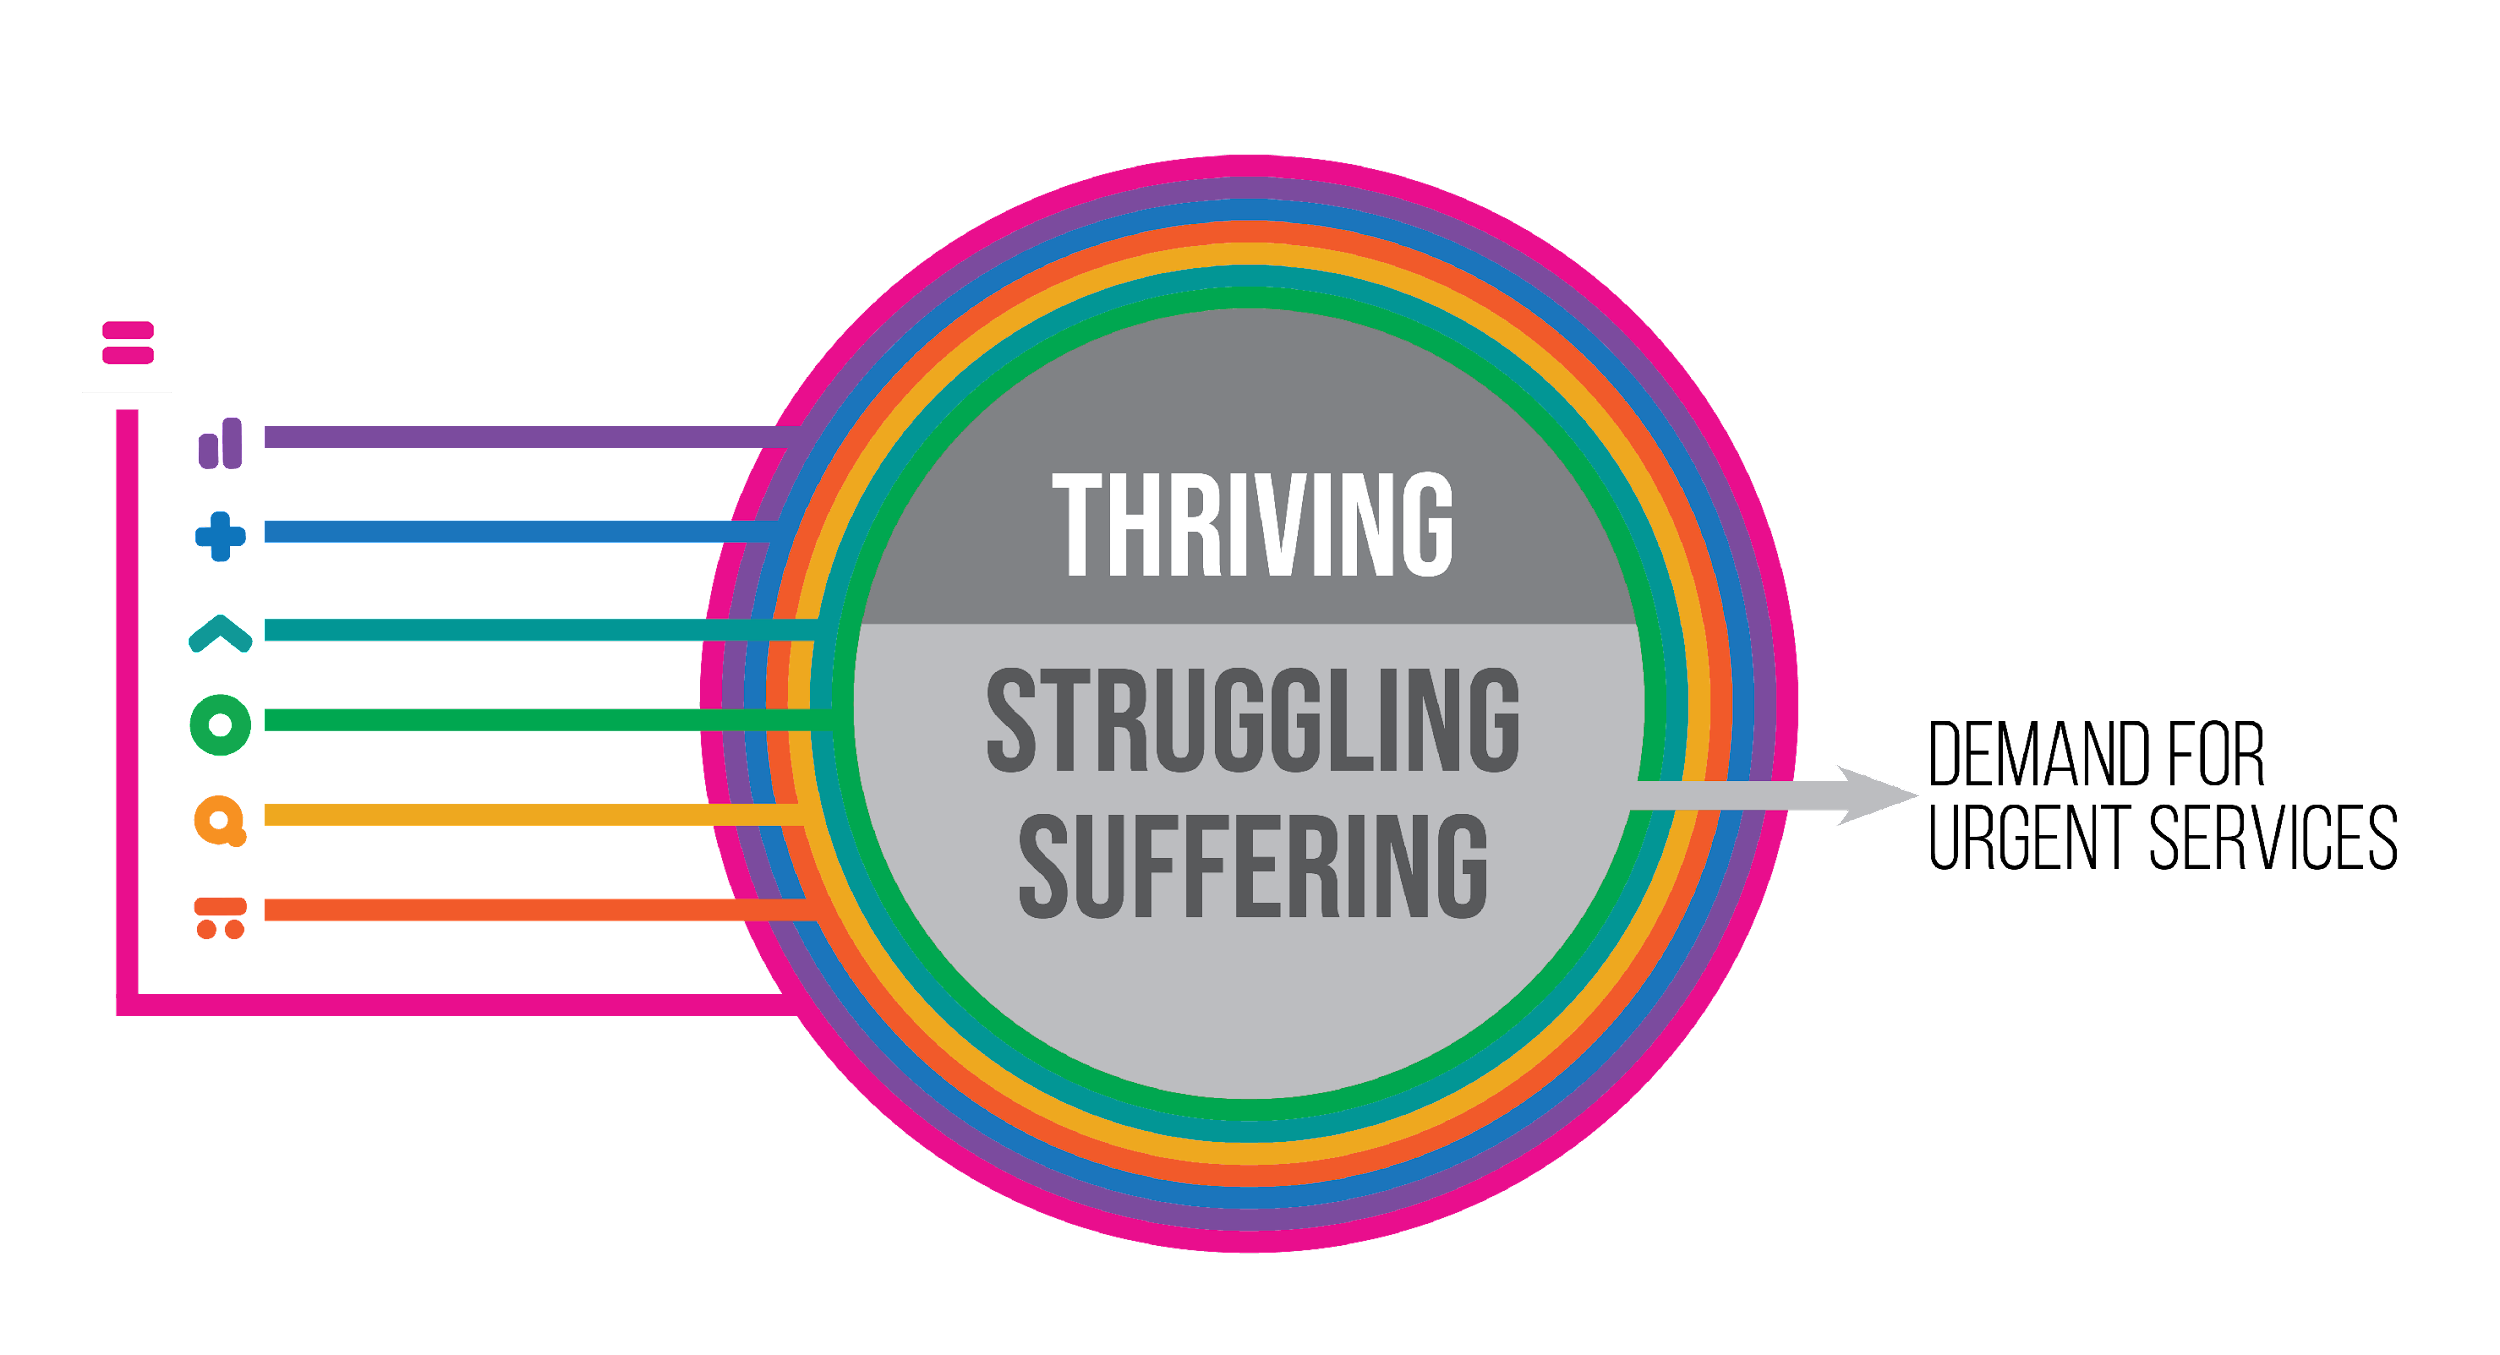 THRIVING
STRUGGLING
SUFFERING
DEMAND FOR
URGENT SERVICES